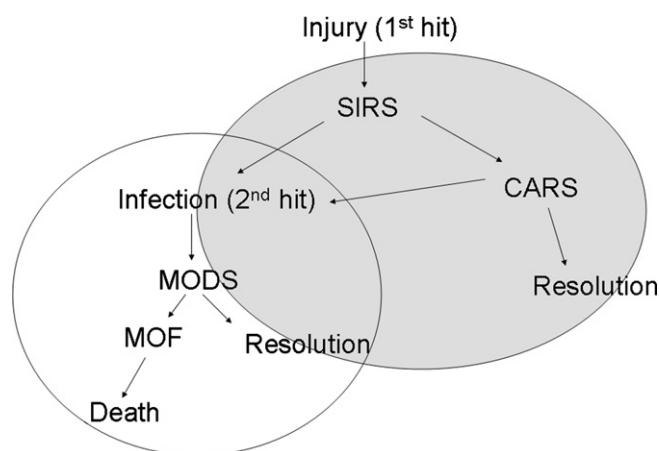 Injury (1st hit)
SIRS
CARS
Infection (2nd hit)
MODS
Resolution
MOF
Resolution
Death